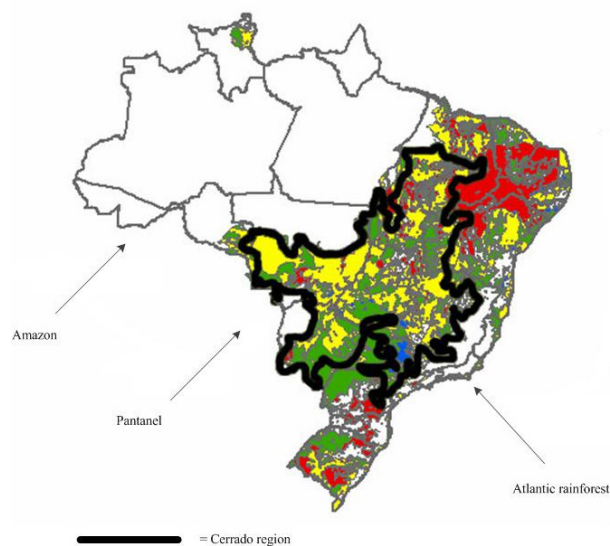 Amazon
Pantanel
Atlantic rainforest
= Cerrado region